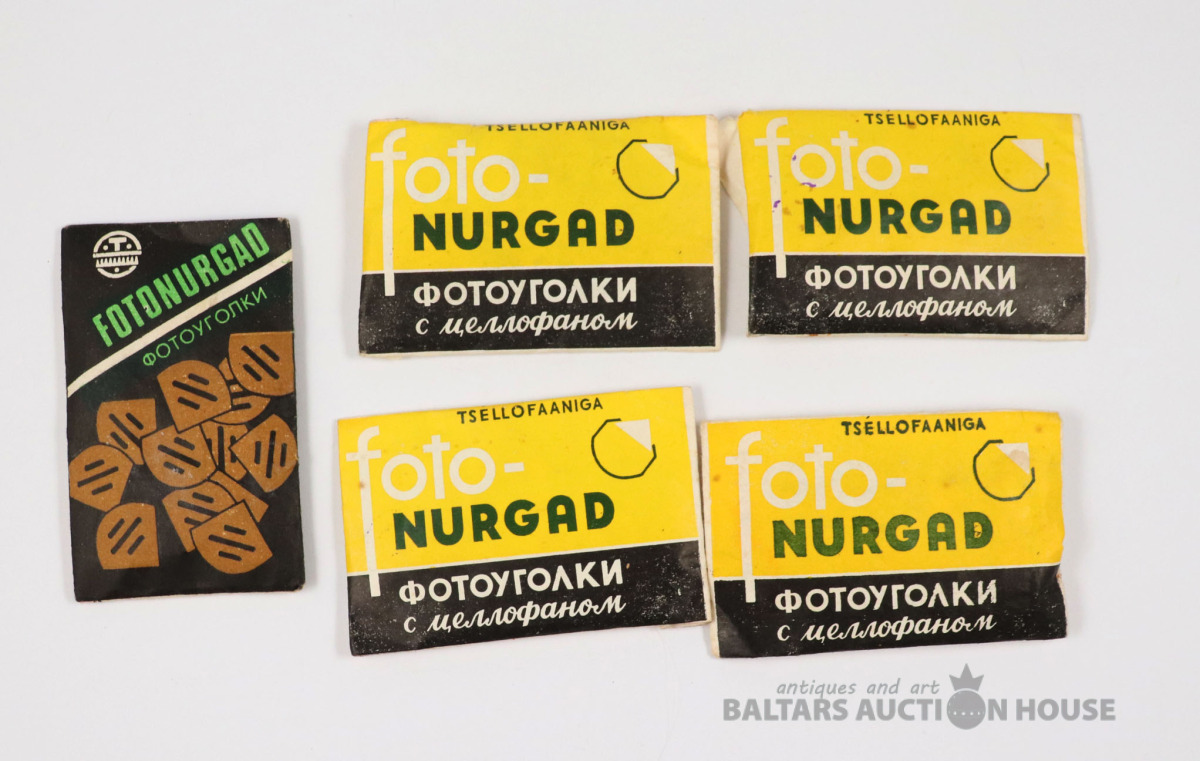 T
FOTONURGAD
ФОТОУГОЛКИ
TSELLOFAANIGA
foto-
NURGAD
ФОТОУГОЛКИ
с целлофаном
TSELLOFAANIGA
foto-
NURGAD
ФОТОУГОЛКИ
с целлофаном
TSELLOFAANIGA
foto-
NURGAD
ФОТОУГОЛКИ
с целлофаном
TSELLOFAANIGA
foto-
NURGAD
ФОТОУГОЛКИ
с целлофаном
antiques and art
BALTARS AUCTION HOUSE